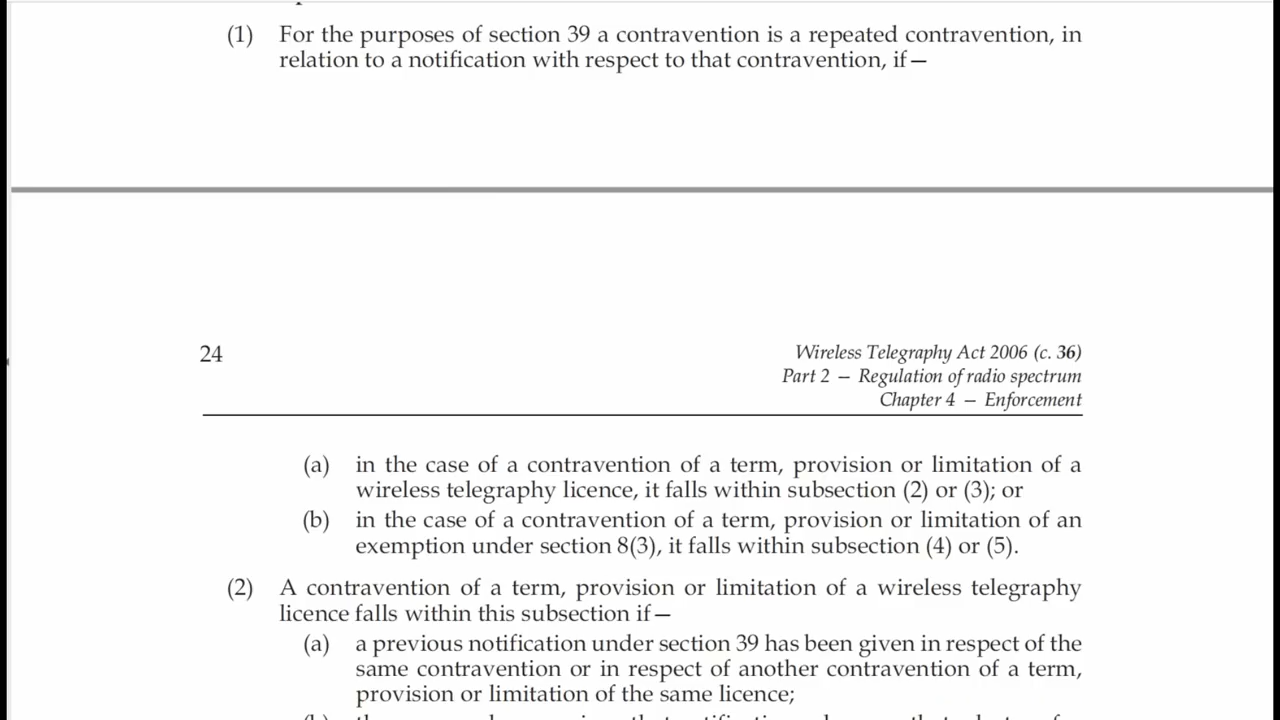 (1) For the purposes of section 39 a contravention is a repeated contravention, in
relation to a notification with respect to that contravention, if—
24
Wireless Telegraphy Act 2006 (c. 36)
Part 2 — Regulation of radio spectrum
Chapter 4 — Enforcement
(a) in the case of a contravention of a term, provision or limitation of a
wireless telegraphy licence, it falls within subsection (2) or (3); or
(b) in the case of a contravention of a term, provision or limitation of an
exemption under section 8(3), it falls within subsection (4) or (5).
(2) A contravention of a term, provision or limitation of a wireless telegraphy
licence falls within this subsection if—
(a) a previous notification under section 39 has been given in respect of the
same contravention or in respect of another contravention of a term,
provision or limitation of the same licence;